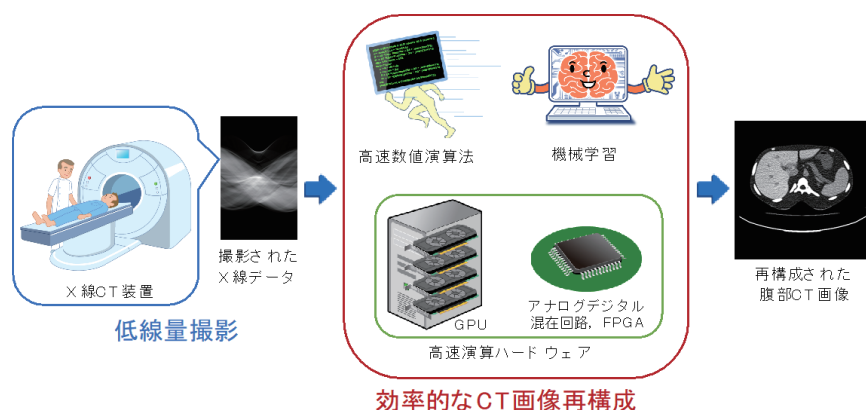 高速数値演算法
機械学習
X線CT装置
撮影された
X線データ
GPU
アナログデジタル
混在回路，FPGA
再構成された
腹部CT画像
低線量撮影
高速演算ハードウェア
効率的なCT画像再構成